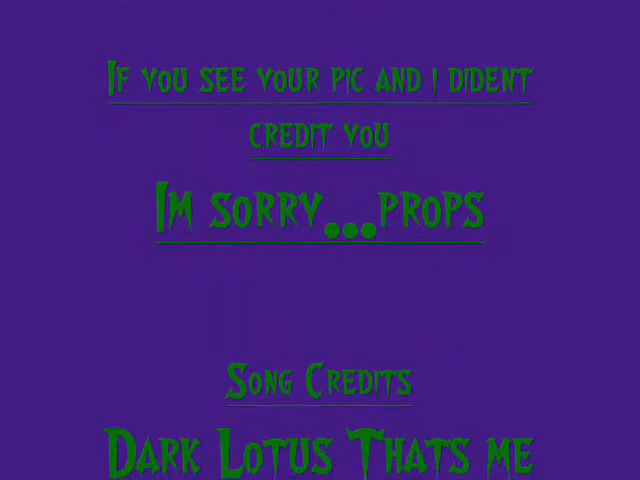 If you see your pic and i dident
credit you
Im sorry...props
Song Credits
Dark Lotus Thats me